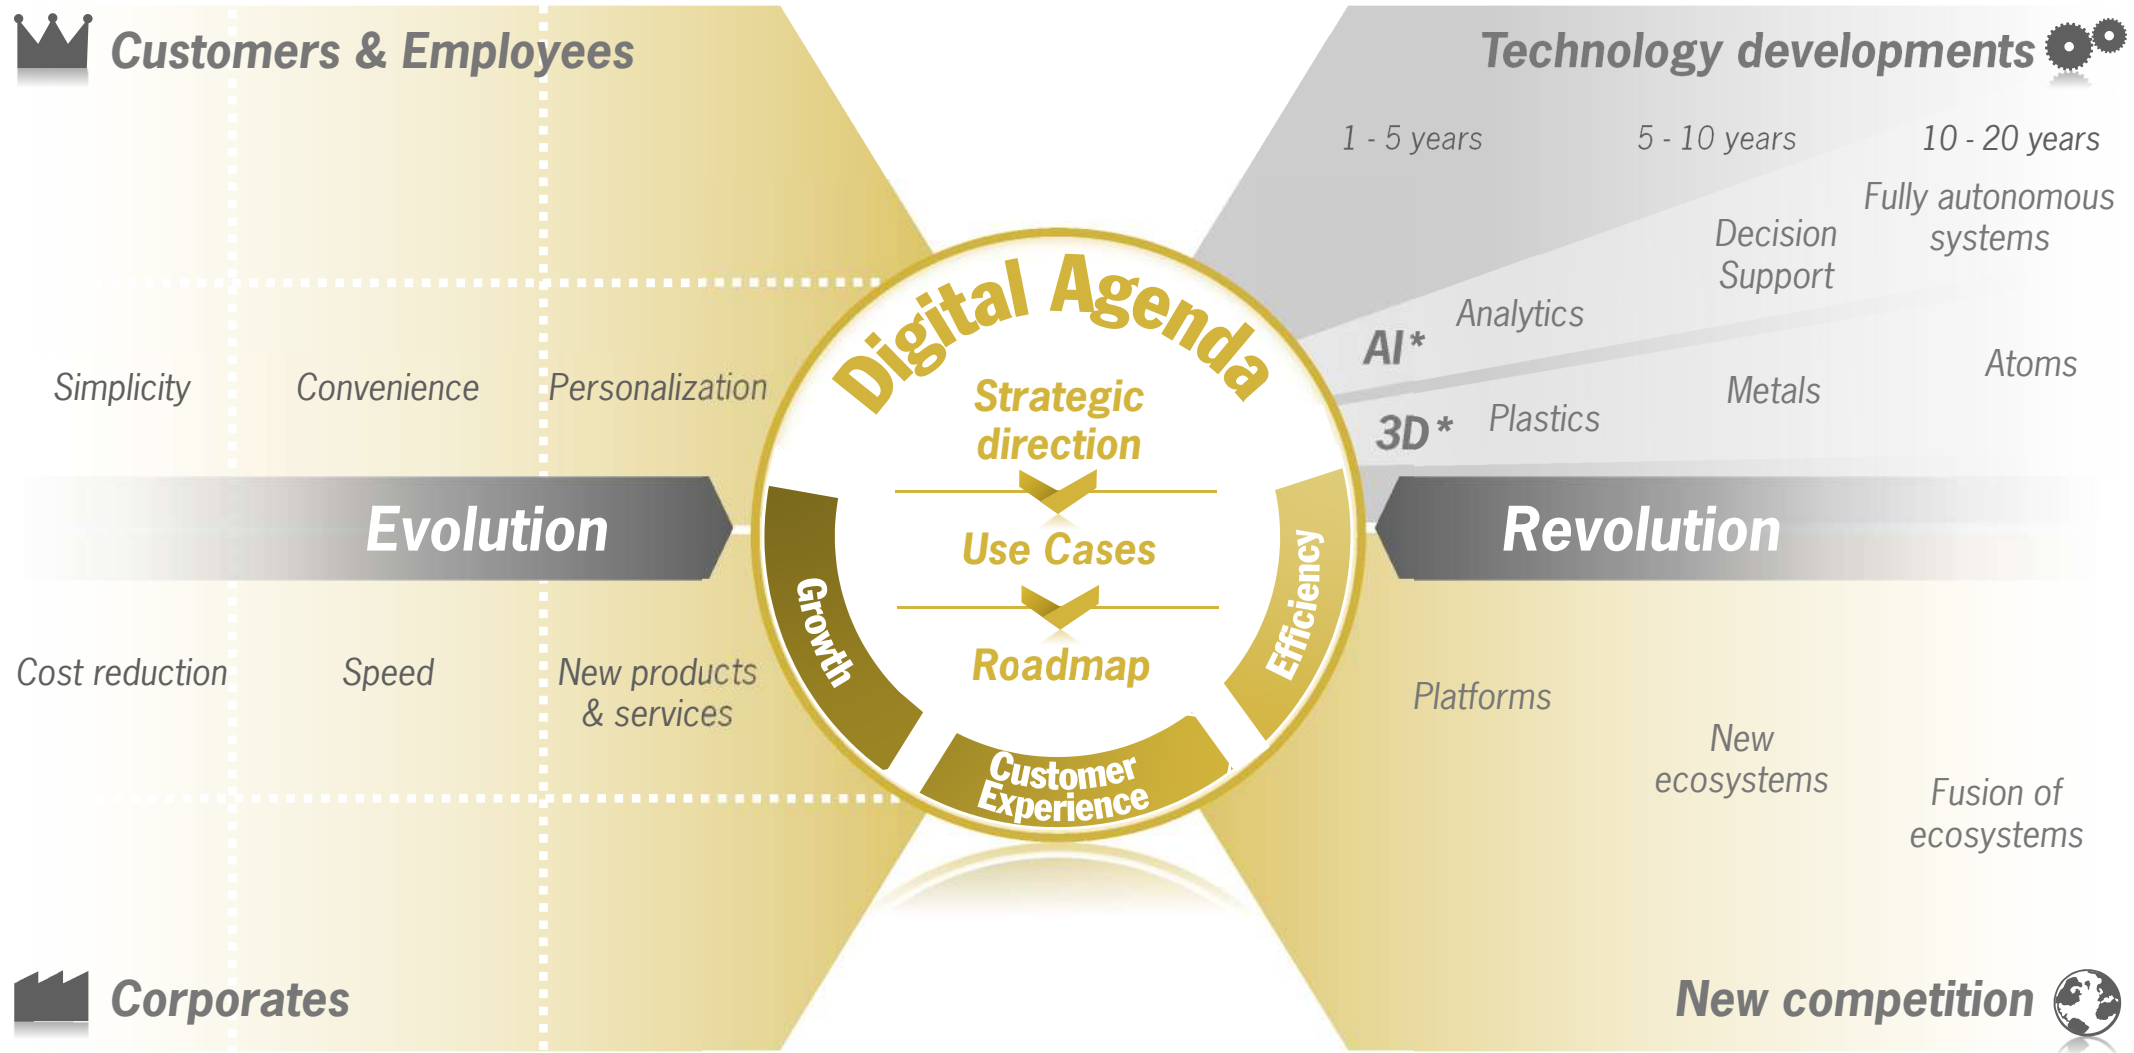 Customers & Employees
Technology developments
1 - 5 years
5 - 10 years
10 - 20 years
Fully autonomous
systems
Decision
Support
Analytics
AI*
Atoms
Metals
Plastics
3D*
Simplicity
Convenience
Personalization
Digital Agenda
Strategic
direction
Use Cases
Roadmap
Growth
Customer
Experience
Efficiency
Evolution
Revolution
Cost reduction
Speed
New products
& services
Platforms
New
ecosystems
Fusion of
ecosystems
Corporates
New competition